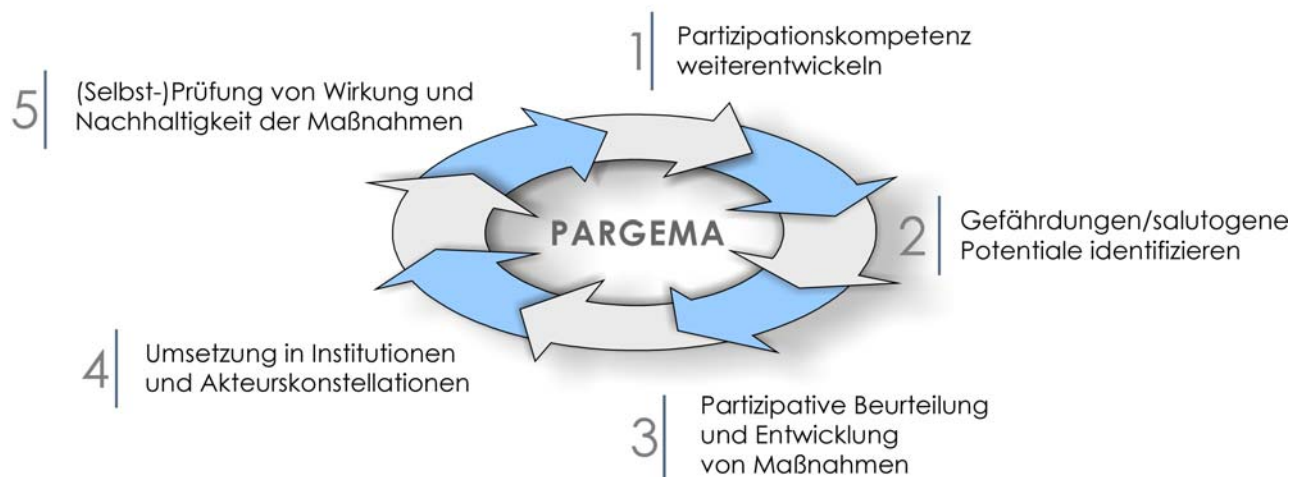 1
Partizipationskompetenz
weiterentwickeln
2
Gefährdungen/salutogene
Potentiale identifizieren
3
Partizipative Beurteilung
und Entwicklung
von Maßnahmen
4
Umsetzung in Institutionen
und Akteurskonstellationen
5
(Selbst-)Prüfung von Wirkung und
Nachhaltigkeit der Maßnahmen
PARGEMA